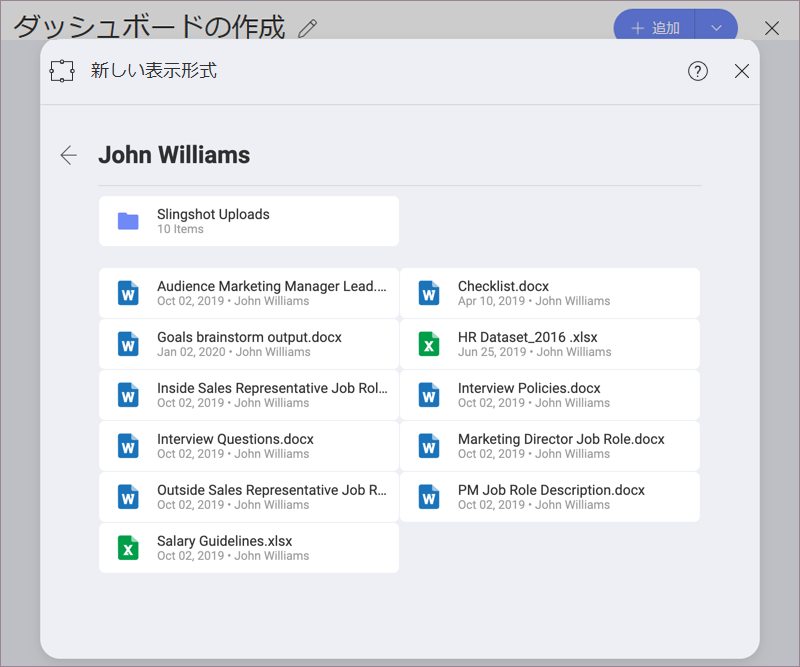 ダッシュボードの作成
追加
新しい表示形式
John Williams
Slingshot Uploads
10 Items
Audience Marketing Manager Lead....
Oct 02, 2019 • John Williams
Checklist.docx
Apr 10, 2019 • John Williams
Goals brainstorm output.docx
Jan 02, 2020 • John Williams
HR Dataset_2016 .xlsx
Jun 25, 2019 • John Williams
Inside Sales Representative Job Rol...
Oct 02, 2019 • John Williams
Interview Policies.docx
Oct 02, 2019 • John Williams
Interview Questions.docx
Oct 02, 2019 • John Williams
Marketing Director Job Role.docx
Oct 02, 2019 • John Williams
Outside Sales Representative Job R...
Oct 02, 2019 • John Williams
PM Job Role Description.docx
Oct 02, 2019 • John Williams
Salary Guidelines.xlsx
Oct 02, 2019 • John Williams